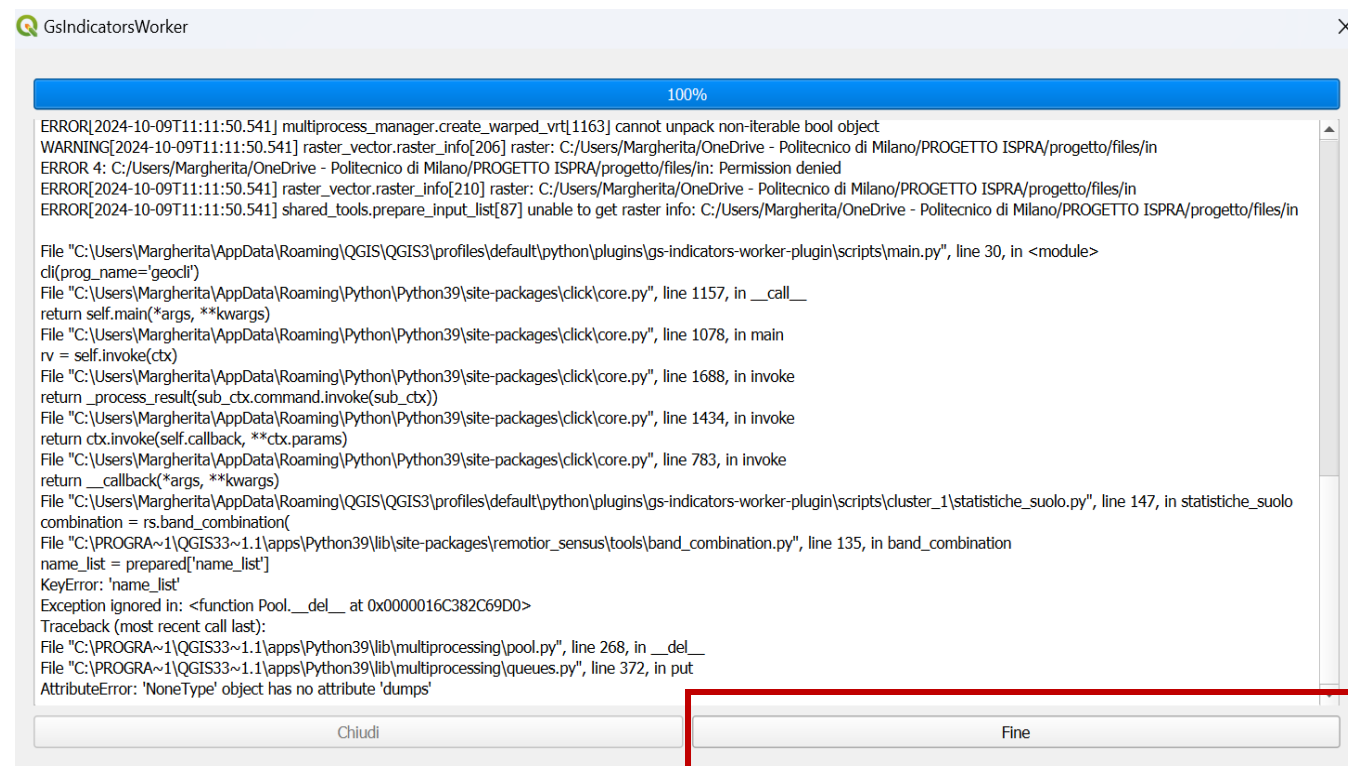 GsIndicatorsWorker
100%
ERROR[2024-10-09T11:11:50.541] multiprocess_manager.create_warped_vrt[1163] cannot unpack non-iterable bool object
WARNING[2024-10-09T11:11:50.541] raster_vector.raster_info[206] raster: C:/Users/Margherita/OneDrive - Politecnico di Milano/PROGETTO ISPRA/progetto/files/in
ERROR 4: C:/Users/Margherita/OneDrive - Politecnico di Milano/PROGETTO ISPRA/progetto/files/in: Permission denied
ERROR[2024-10-09T11:11:50.541] raster_vector.raster_info[210] raster: C:/Users/Margherita/OneDrive - Politecnico di Milano/PROGETTO ISPRA/progetto/files/in
ERROR[2024-10-09T11:11:50.541] shared_tools.prepare_input_list[87] unable to get raster info: C:/Users/Margherita/OneDrive - Politecnico di Milano/PROGETTO ISPRA/progetto/files/in
File "C:\Users\Margherita\AppData\Roaming\QGIS\QGIS3\profiles\default\python\plugins\gs-indicators-worker-plugin\scripts\main.py", line 30, in <module>
cli(prog_name='geocli')
File "C:\Users\Margherita\AppData\Roaming\Python\Python39\site-packages\click\core.py", line 1157, in __call__
return self.main(*args, **kwargs)
File "C:\Users\Margherita\AppData\Roaming\Python\Python39\site-packages\click\core.py", line 1078, in main
rv = self.invoke(ctx)
File "C:\Users\Margherita\AppData\Roaming\Python\Python39\site-packages\click\core.py", line 1688, in invoke
return _process_result(sub_ctx.command.invoke(sub_ctx))
File "C:\Users\Margherita\AppData\Roaming\Python\Python39\site-packages\click\core.py", line 1434, in invoke
return ctx.invoke(self.callback, **ctx.params)
File "C:\Users\Margherita\AppData\Roaming\Python\Python39\site-packages\click\core.py", line 783, in invoke
return __callback(*args, **kwargs)
File "C:\Users\Margherita\AppData\Roaming\QGIS\QGIS3\profiles\default\python\plugins\gs-indicators-worker-plugin\scripts\cluster_1\statistiche_suolo.py", line 147, in statistiche_suolo
combination = rs.band_combination(
File "C:\PROGRA~1\QGIS33~1.1\apps\Python39\lib\site-packages\remotior_sensus\tools\band_combination.py", line 135, in band_combination
name_list = prepared['name_list']
KeyError: 'name_list'
Exception ignored in: <function Pool.__del__ at 0x0000016C382C69D0>
Traceback (most recent call last):
File "C:\PROGRA~1\QGIS33~1.1\apps\Python39\lib\multiprocessing\pool.py", line 268, in __del__
File "C:\PROGRA~1\QGIS33~1.1\apps\Python39\lib\multiprocessing\queues.py", line 372, in put
AttributeError: 'NoneType' object has no attribute 'dumps'
Chiudi
Fine